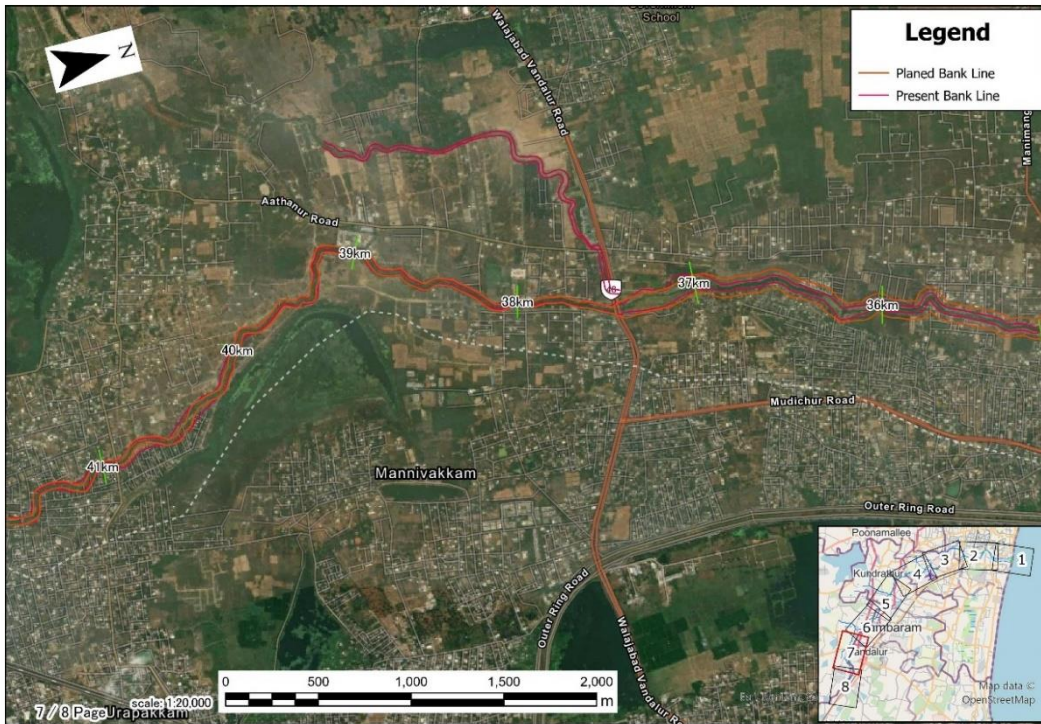 School
N
Walajabad Vandalur Road
Legend
Planed Bank Line
Present Bank Line
Manimang
Aathanur Road
39km
38km
37km
36km
40km
Mudichur Road
41km
Mannivakkam
Outer Ring Road
Outer Ring Road
Walajabad Vandalur Ro
Poonamallee
Kundrathur
1
2
3
4
5
6
7
8
mbaram
andalur
Map data ©
OpenStreetMap
0 500 1,000 1,500 2,000
m
scale: 1:20,000
7 / 8 Page
Urapakkam